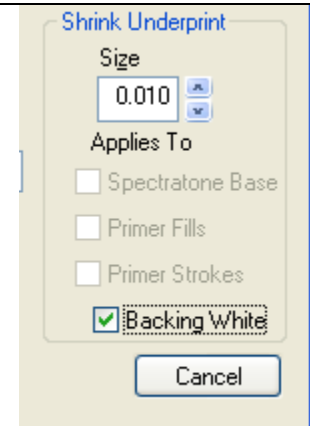 Shrink Underprint
Size
0.010
Applies To
Spectratone Base
Primer Fills
Primer Strokes
Backing White
Cancel